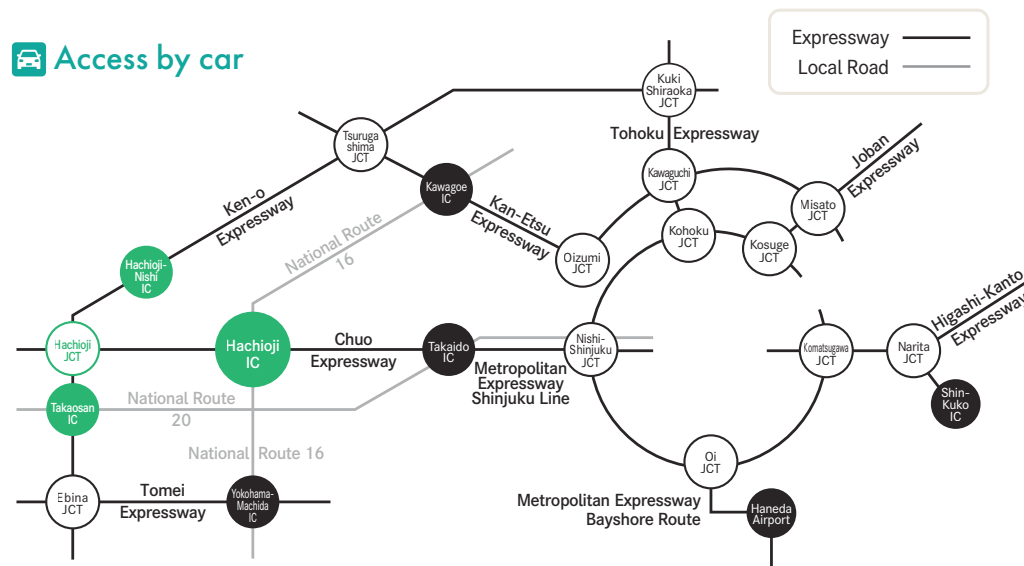 Access by car
Expressway
Local Road
Kuki
Shiraoka
JCT
Tohoku Expressway
Tsuruga
shima
JCT
Kawaguchi
JCT
Joban
Expressway
Kawagoe
IC
Misato
JCT
Ken-o
Expressway
Kan-Etsu
Expressway
Kohoku
JCT
Kosuge
JCT
National Route
16
Oizumi
JCT
Hachioji-
Nishi
IC
Higashi-Kanto
Expressway
Hachioji
JCT
Hachioji
IC
Chuo
Expressway
Takaido
IC
Nishi-
Shinjuku
JCT
Komatsugawa
JCT
Narita
JCT
Metropolitan
Expressway
Shinjuku Line
Shin-
Kuko
IC
Takaosan
IC
National Route
20
National Route 16
Oi
JCT
Ebina
JCT
Tomei
Expressway
Yokohama-
Machida
IC
Metropolitan Expressway
Bayshore Route
Haneda
Airport